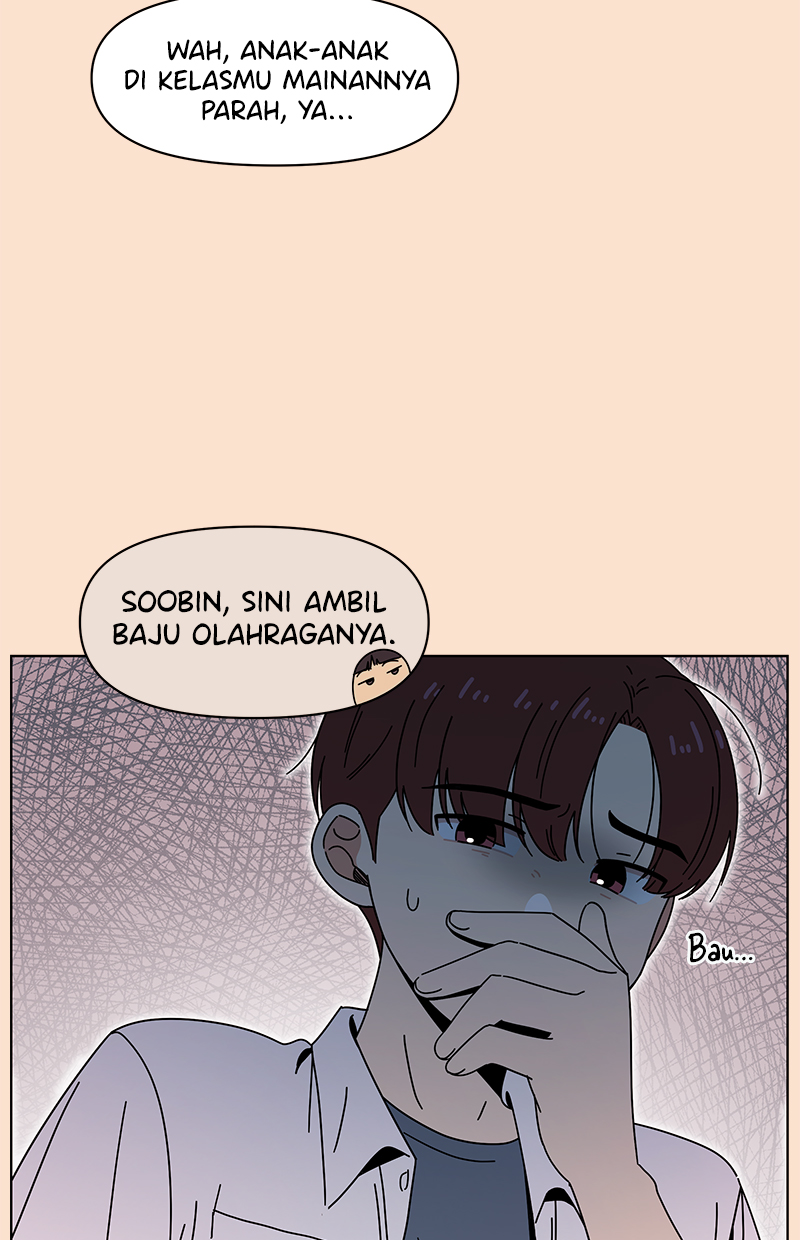 WAH, ANAK-ANAK
DI KELASMU MAINANNYA
PARAH, YA...
SOOBIN, SINI AMBIL
BAJU OLAHRAGANYA.
Bau...